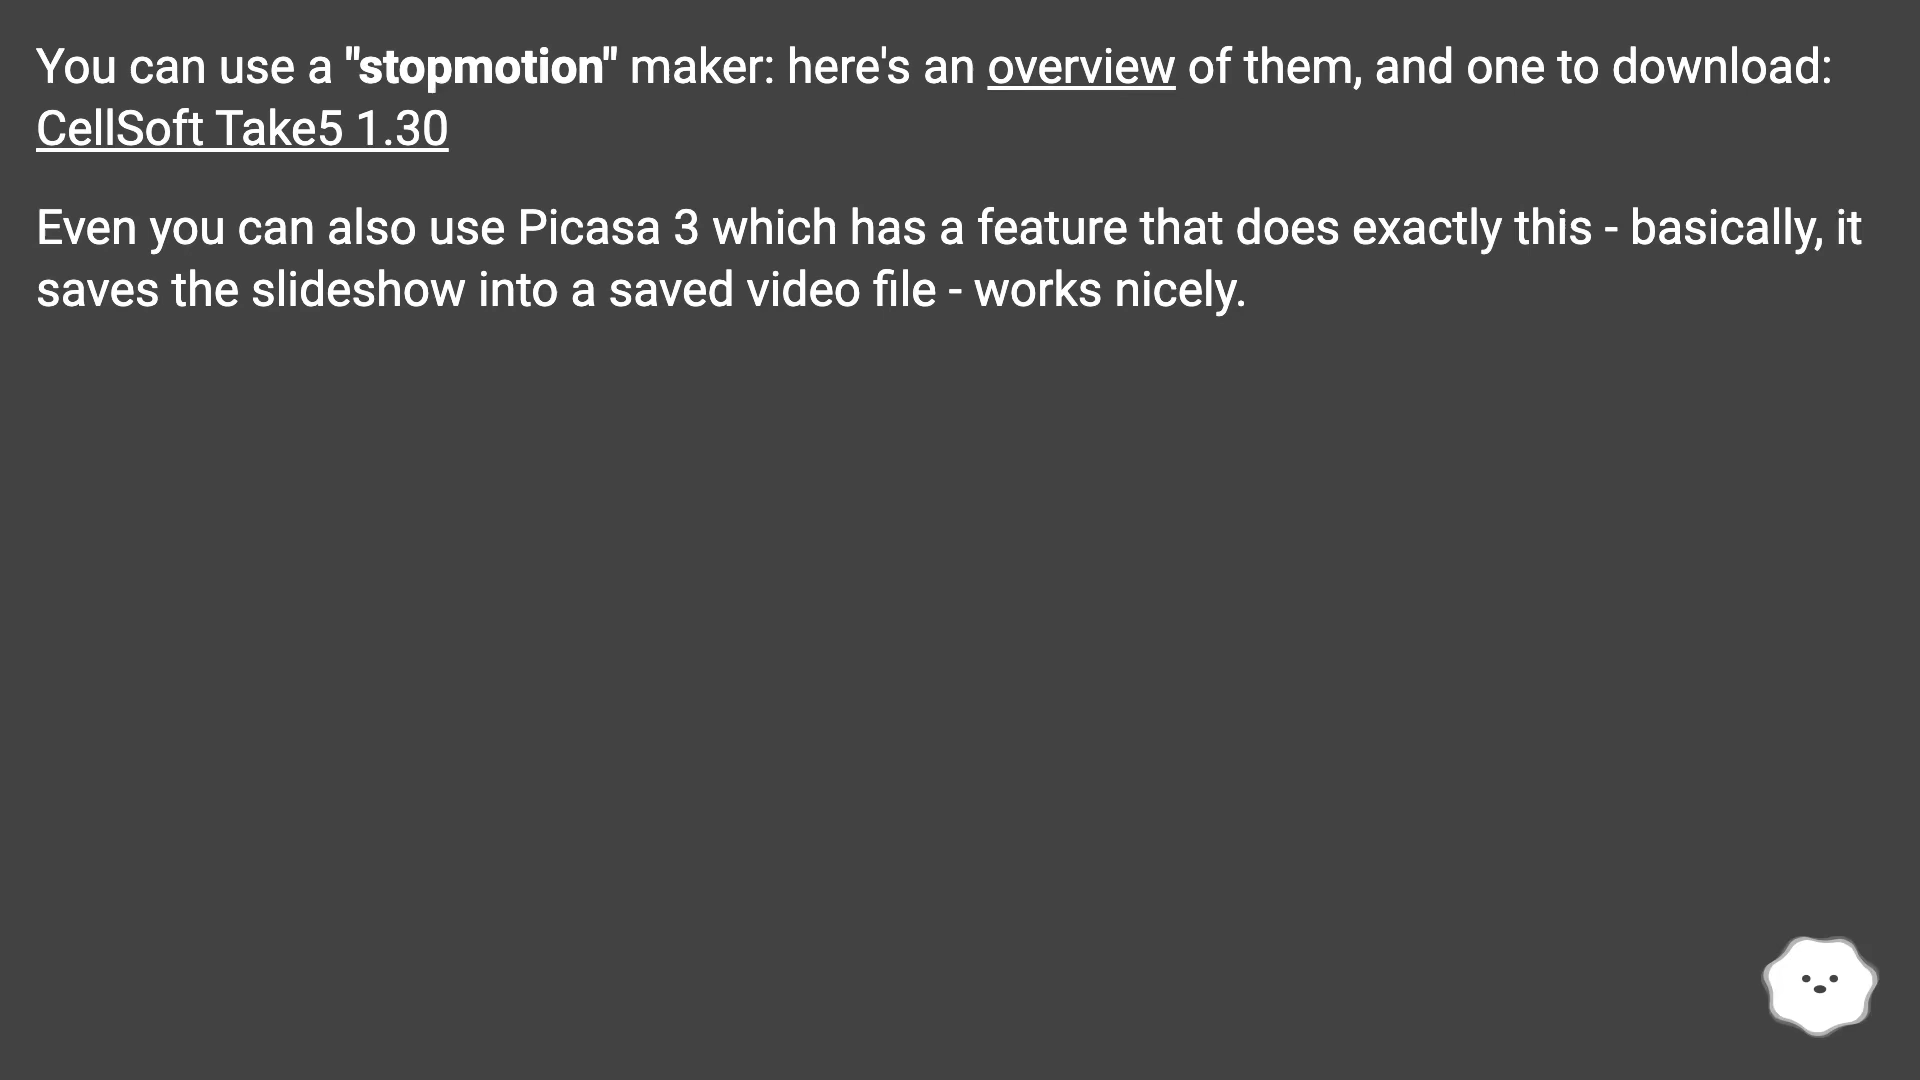 You can use a "stopmotion" maker: here's an overview of them, and one to download:
CellSoft Take5 1.30
Even you can also use Picasa 3 which has a feature that does exactly this - basically, it
saves the slideshow into a saved video file - works nicely.